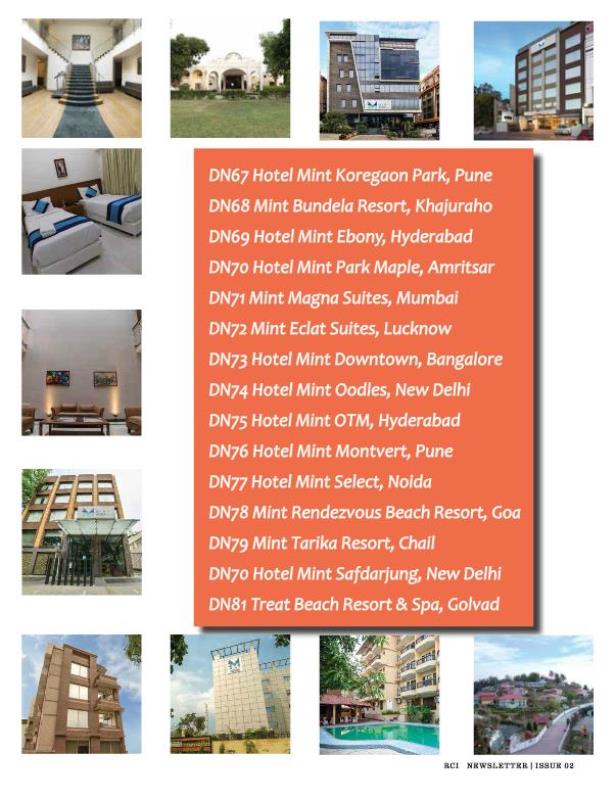 DN67 Hotel Mint Koregaon Park, Pune
DN68 Mint Bundela Resort, Khajuraho
DN69 Hotel Mint Ebony, Hyderabad
DN70 Hotel Mint Park Maple, Amritsar
DN71 Mint Magna Suites, Mumbai
DN72 Mint Eclat Suites, Lucknow
DN73 Hotel Mint Downtown, Bangalore
DN74 Hotel Mint Oodles, New Delhi
DN75 Hotel Mint OTM, Hyderabad
DN76 Hotel Mint Montvert, Pune
DN77 Hotel Mint Select, Noida
DN78 Mint Rendezvous Beach Resort, Goa
DN79 Mint Tarika Resort, Chail
DN70 Hotel Mint Safdarjung, New Delhi
DN81 Treat Beach Resort & Spa, Golvad
RCI NEWSLETTER | ISSUE 02